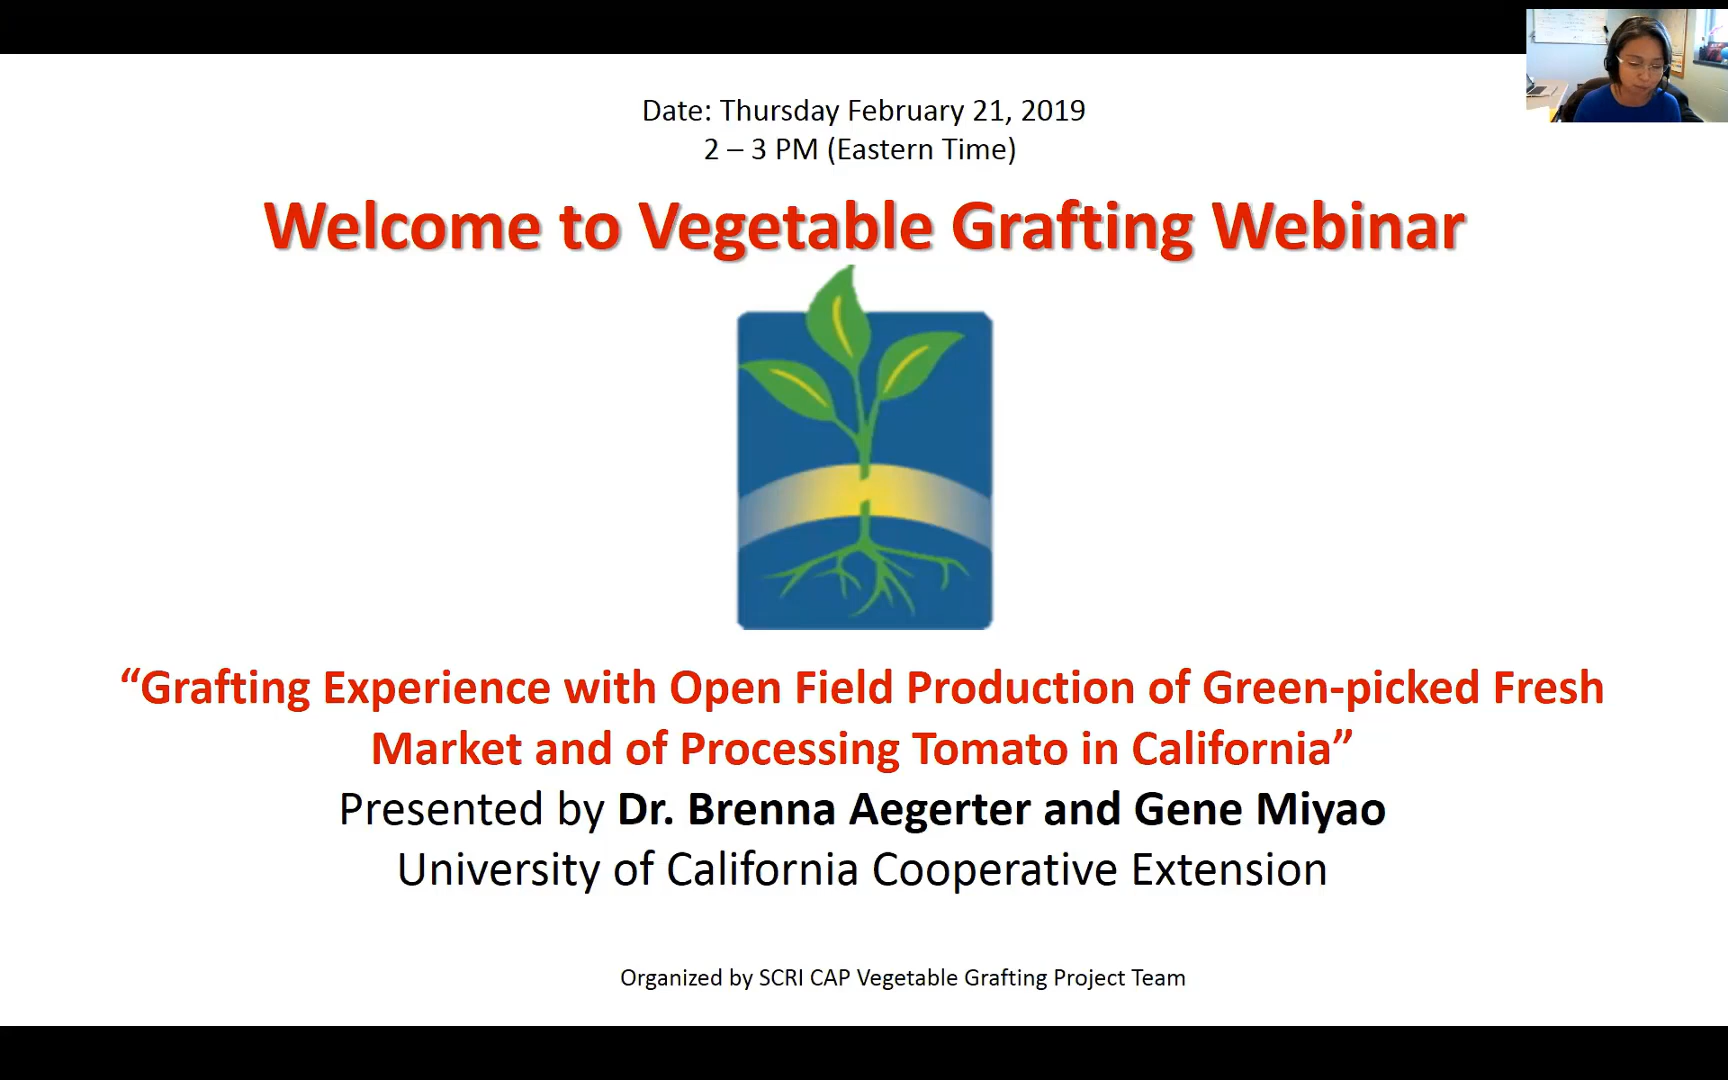 Date: Thursday February 21, 2019
2 – 3 PM (Eastern Time)
Welcome to Vegetable Grafting Webinar
“Grafting Experience with Open Field Production of Green-picked Fresh
Market and of Processing Tomato in California”
Presented by Dr. Brenna Aegerter and Gene Miyao
University of California Cooperative Extension
Organized by SCRI CAP Vegetable Grafting Project Team